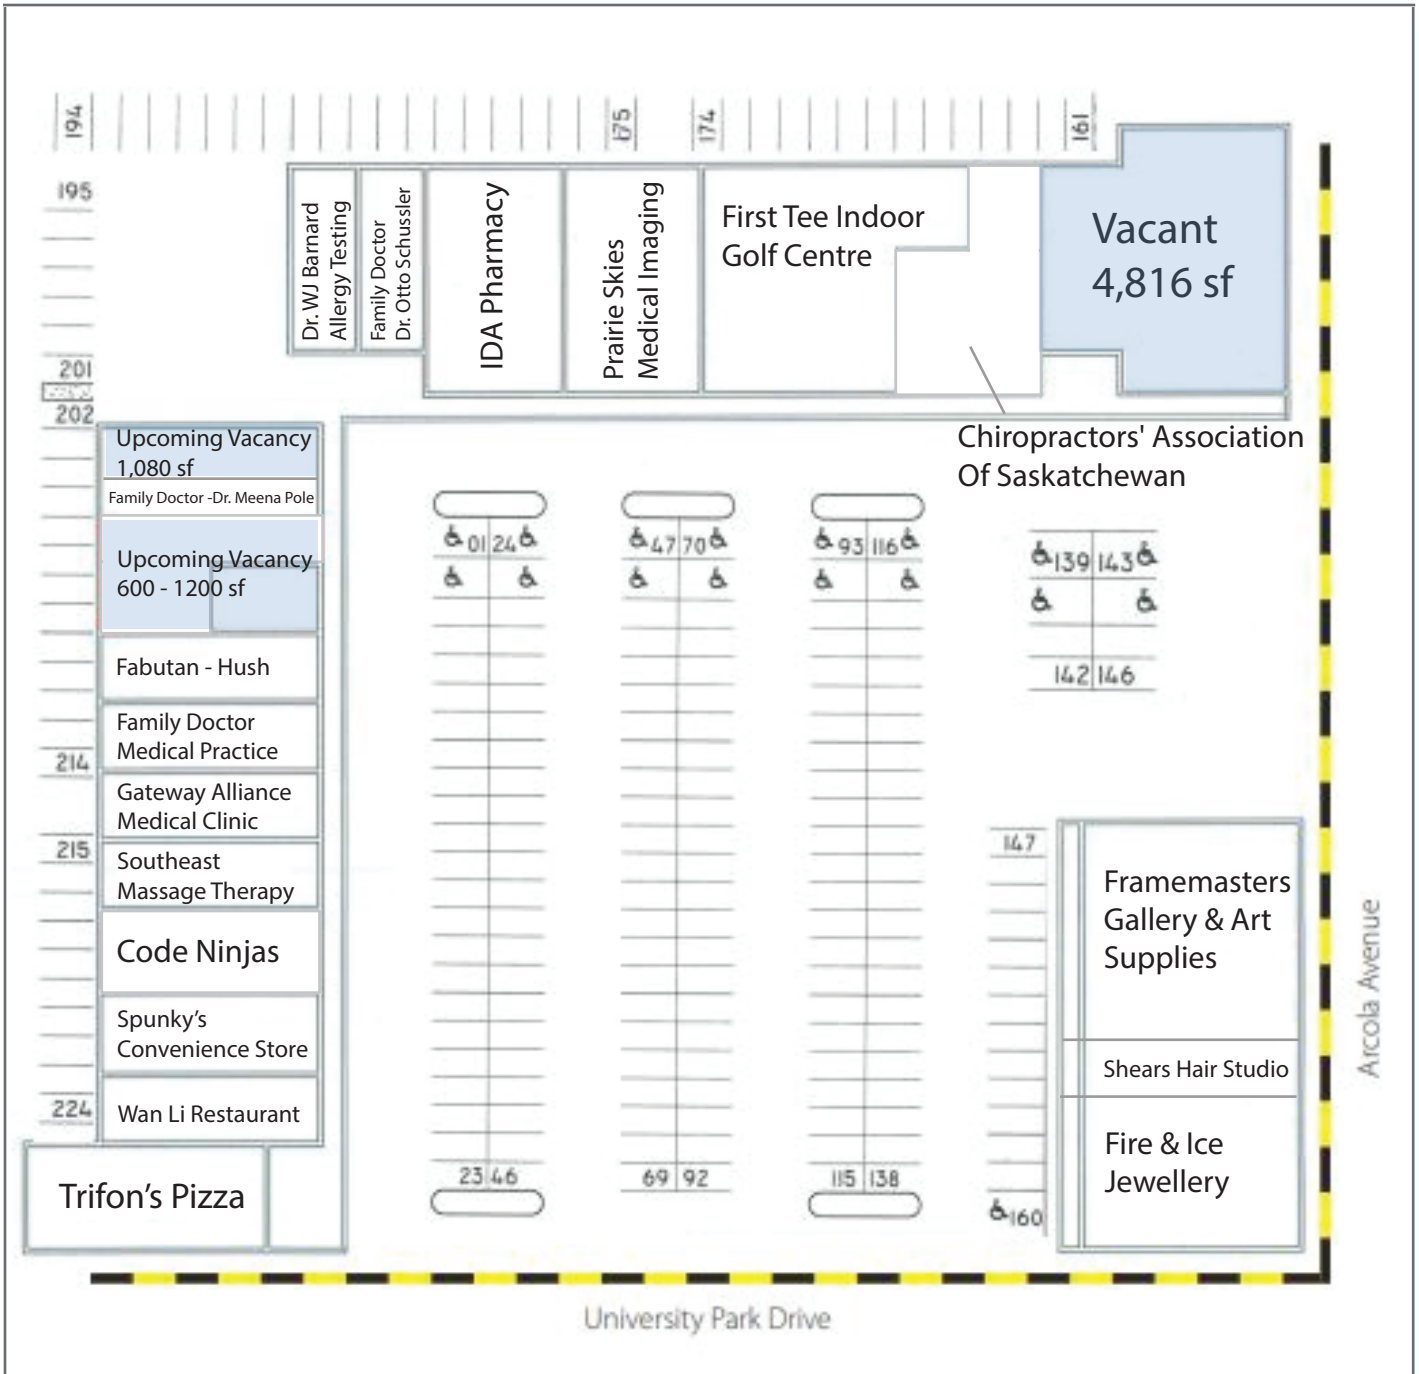 194
175
174
161
195
201
202
Dr. WJ Barnard
Allergy Testing
Family Doctor
Dr. Otto Schussler
IDA Pharmacy
Prairie Skies
Medical Imaging
First Tee Indoor
Golf Centre
Vacant
4,816 sf
Chiropractors' Association
Of Saskatchewan
Upcoming Vacancy
1,080 sf
Family Doctor -Dr. Meena Pole
Upcoming Vacancy
600 - 1200 sf
Fabutan - Hush
Family Doctor
Medical Practice
214
Gateway Alliance
Medical Clinic
215
Southeast
Massage Therapy
Code Ninjas
Spunky’s
Convenience Store
224
Wan Li Restaurant
Trifon’s Pizza
01 24
47 70
93 116
139 143
142 146
147
23 46
69 92
115 138
160
Framemasters
Gallery & Art
Supplies
Shears Hair Studio
Fire & Ice
Jewellery
Arcola Avenue
University Park Drive